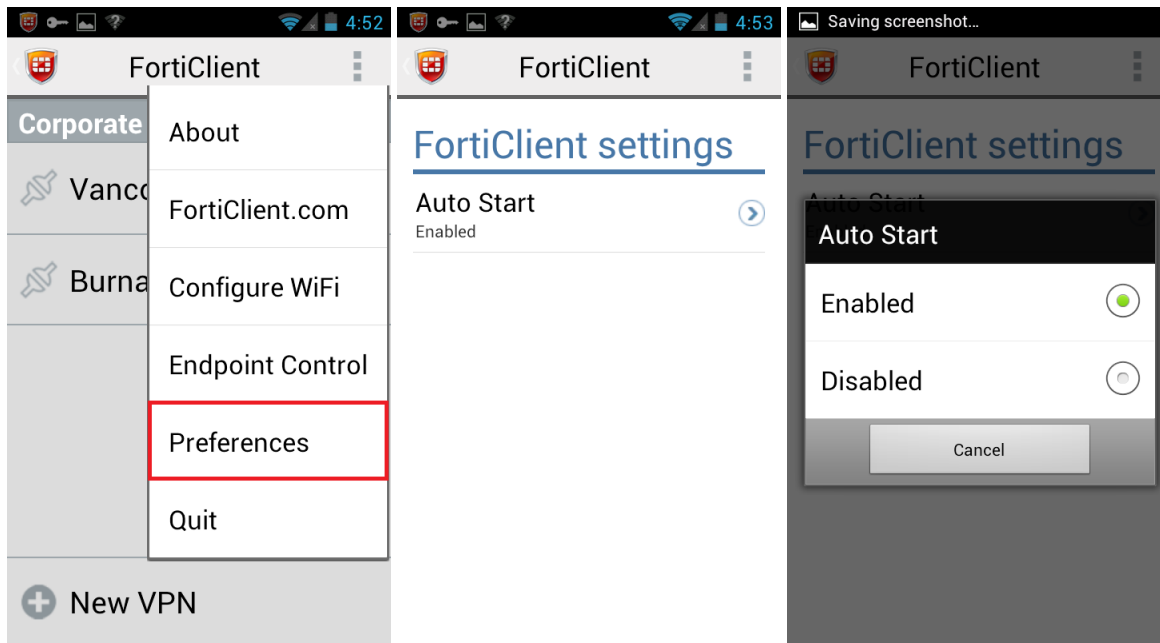 4:52
FortiClient
Corporate
Vanco
Burna
About
FortiClient.com
Configure WiFi
Endpoint Control
Preferences
Quit
New VPN
4:53
FortiClient
FortiClient settings
Auto Start
Enabled
Saving screenshot...
FortiClient
FortiClient settings
Auto Start
Auto Start
Enabled
Disabled
Cancel